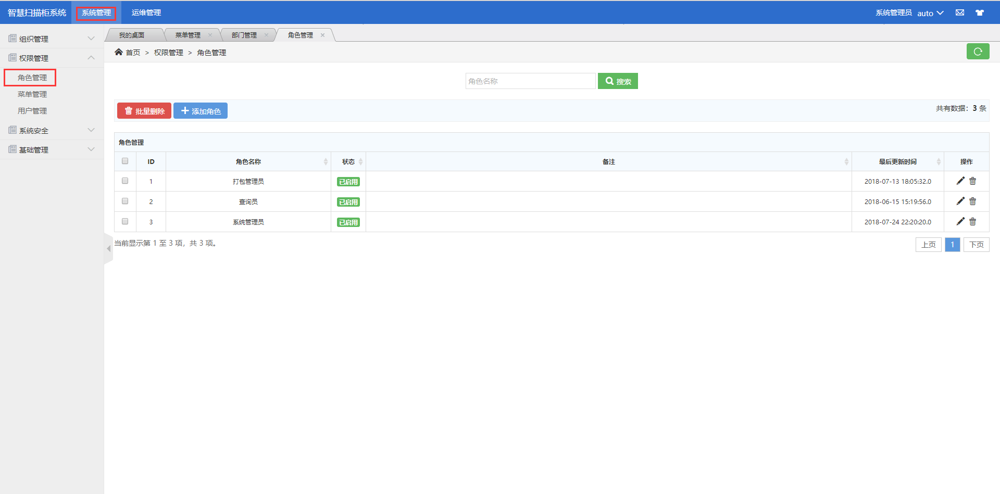 智慧扫描柜系统 系统管理 运维管理 系统管理员 auto
组织管理
权限管理
角色管理
菜单管理
用户管理
系统安全
基础管理
我的桌面 菜单管理 × 部门管理 × 角色管理 ×
首页 > 权限管理 > 角色管理
角色名称 搜索
批量删除 添加角色 共有数据：3 条
角色管理
ID 角色名称 状态 备注 最后更新时间 操作
1 打包管理员 已启用 2018-07-13 18:05:32.0
2 查询员 已启用 2018-06-15 15:19:56.0
3 系统管理员 已启用 2018-07-24 22:20:20.0
当前显示第 1 至 3 项，共 3 项。 上页 1 下页